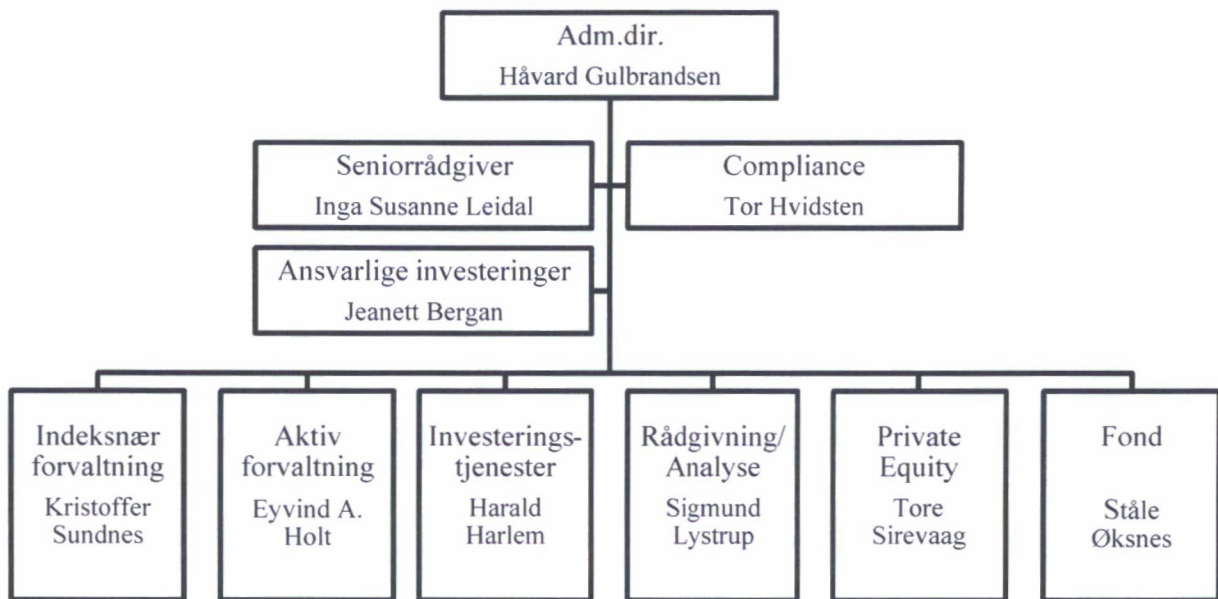 Adm.dir.
Håvard Gulbrandsen
Seniorrådgiver
Inga Susanne Leidal
Compliance
Tor Hvidsten
Ansvarlige investeringer
Jeanett Bergan
Indeksnær
forvaltning
Kristoffer
Sundnes
Aktiv
forvaltning
Eyvind A.
Holt
Investerings-
tjenester
Harald
Harlem
Rådgivning/
Analyse
Sigmund
Lystrup
Private
Equity
Tore
Sirevaag
Fond
Ståle
Øksnes